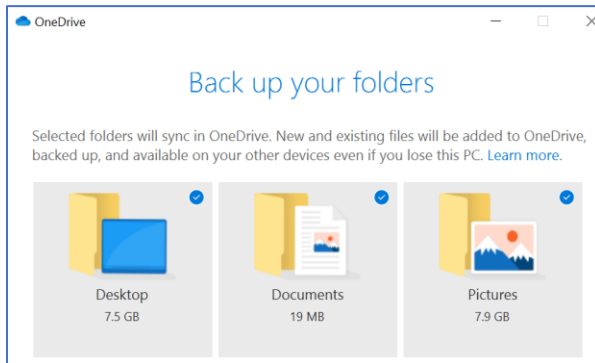 OneDrive
Back up your folders
Selected folders will sync in OneDrive. New and existing files will be added to OneDrive,
backed up, and available on your other devices even if you lose this PC. Learn more.
Desktop
Documents
Pictures
7.5 GB
19 MB
7.9 GB